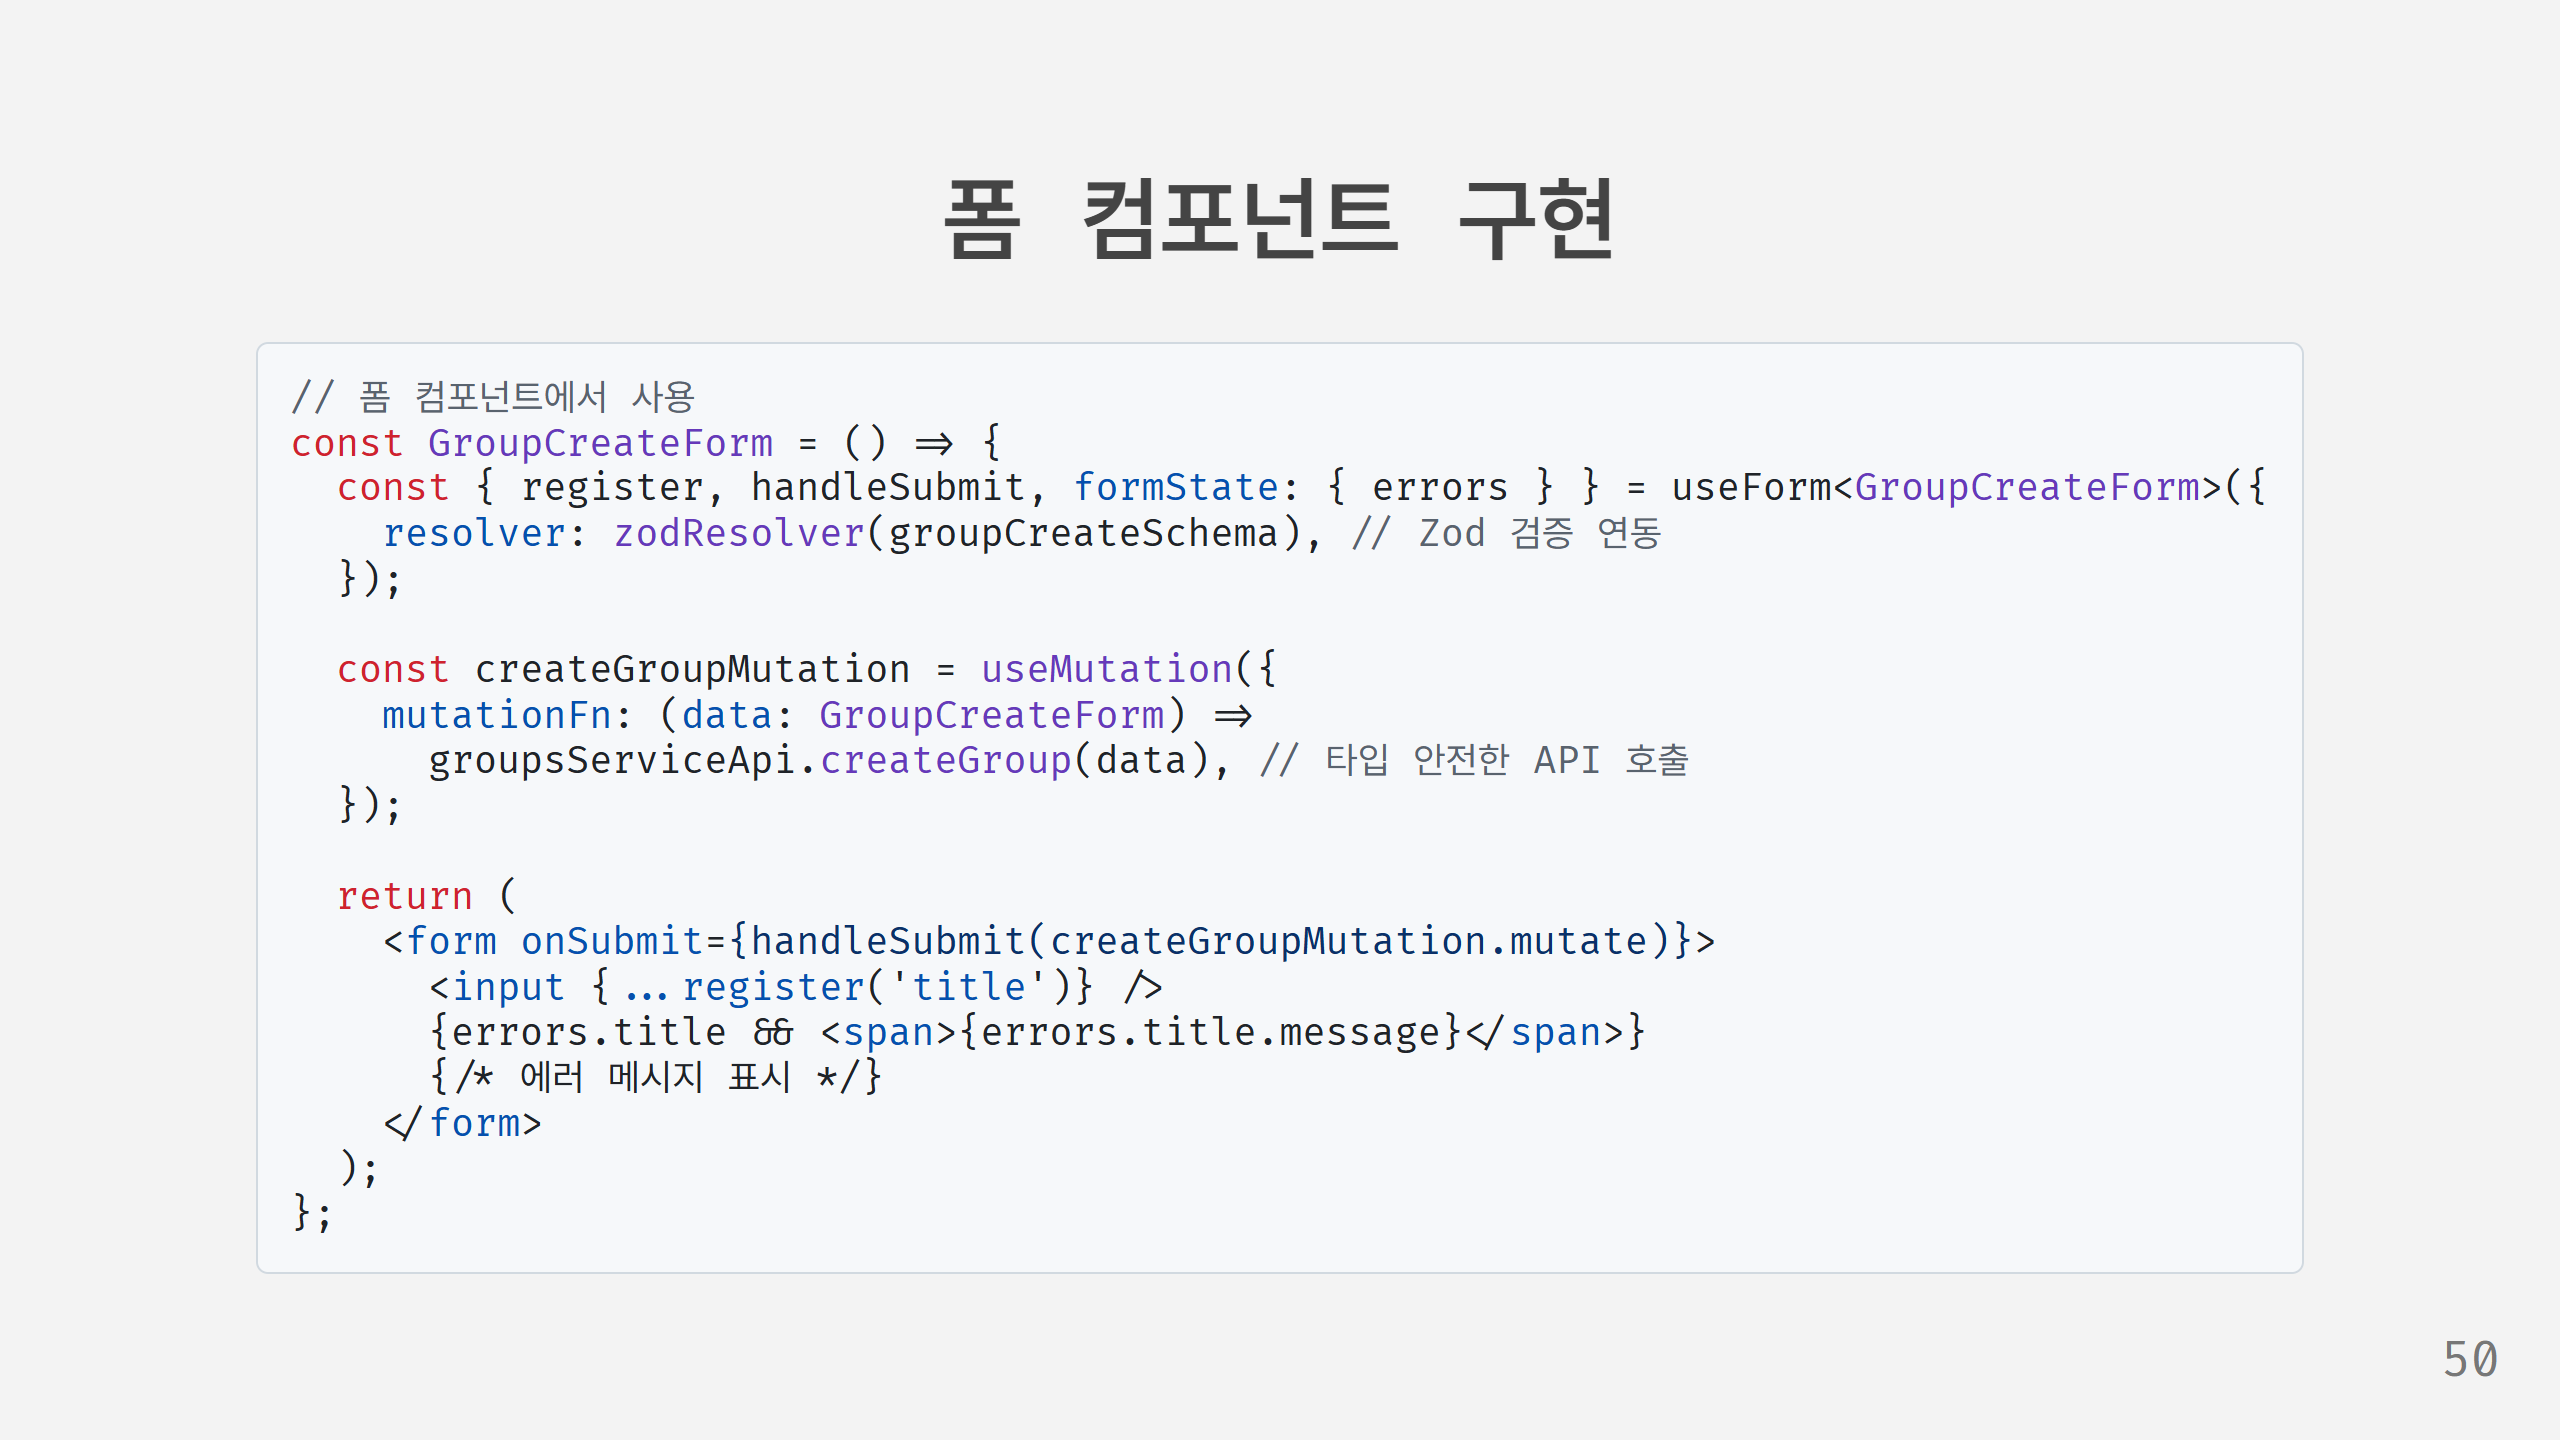 폼 컴포넌트 구현
// 폼 컴포넌트에서 사용
const GroupCreateForm = () => {
  const { register, handleSubmit, formState: { errors } } = useForm<GroupCreateForm>({
    resolver: zodResolver(groupCreateSchema), // Zod 검증 연동
  });

  const createGroupMutation = useMutation({
    mutationFn: (data: GroupCreateForm) =>
      groupsServiceApi.createGroup(data), // 타입 안전한 API 호출
  });

  return (
    <form onSubmit={handleSubmit(createGroupMutation.mutate)}>
      <input {...register('title')} />
      {errors.title && <span>{errors.title.message}</span>}
      {/* 에러 메시지 표시 */}
    </form>
  );
};
50